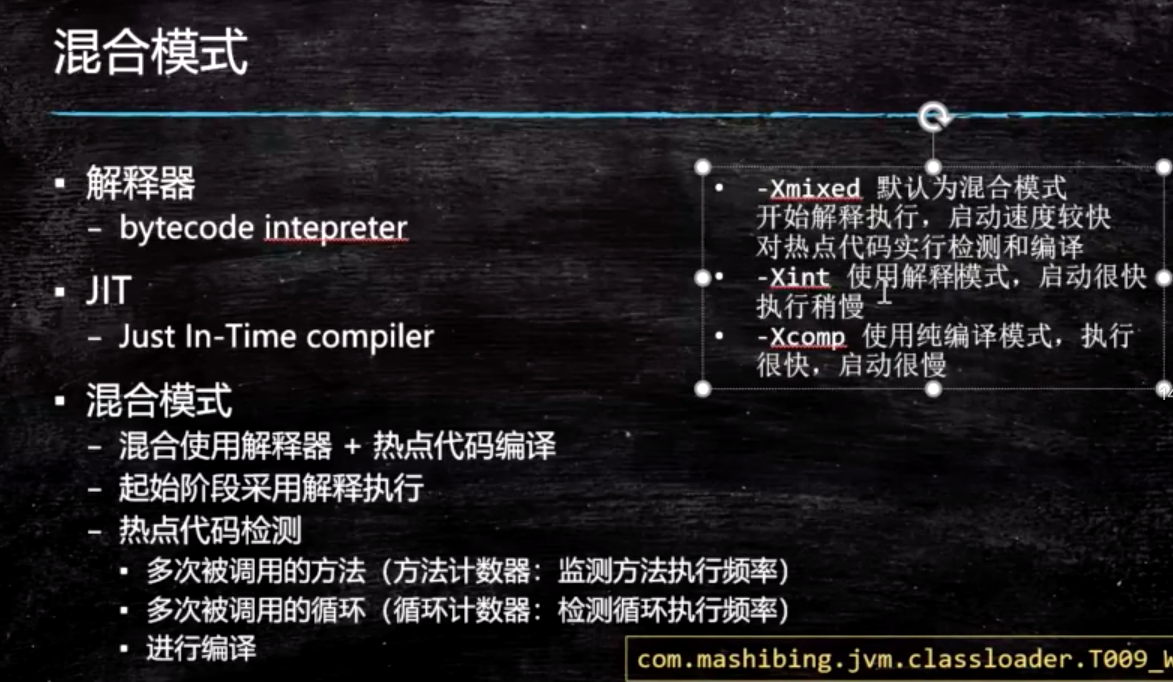 混合模式
▪ 解释器
– bytecode intepreter
▪ JIT
– Just In-Time compiler
▪ 混合模式
– 混合使用解释器 + 热点代码编译
– 起始阶段采用解释执行
– 热点代码检测
▪ 多次被调用的方法（方法计数器：监测方法执行频率）
▪ 多次被调用的循环（循环计数器：检测循环执行频率）
▪ 进行编译
• -Xmixed 默认为混合模式
开始解释执行，启动速度较快
对热点代码实行检测和编译
• -Xint 使用解释模式，启动很快
执行稍慢
• -Xcomp 使用纯编译模式，执行
很快，启动很慢
com.mashibing.jvm.classloader.T009_